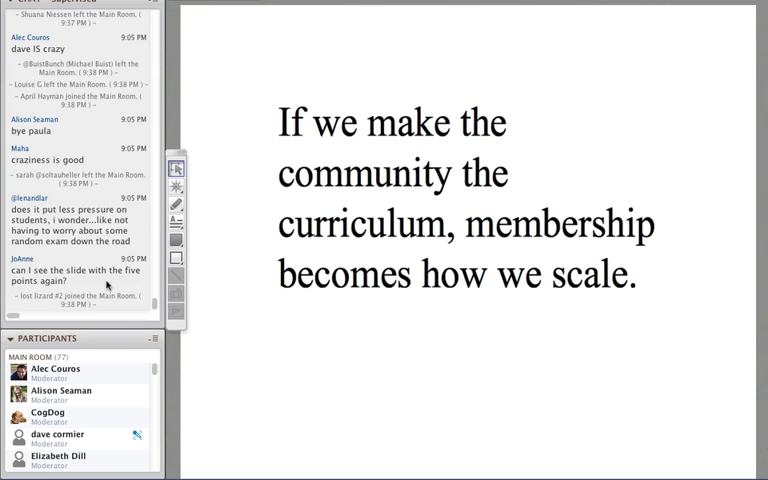 CHAT - Supervised
- Shuana Niessen left the Main Room. (
9:37 PM ) -
Alec Couros 9:05 PM
dave IS crazy
- @BuistBunch (Michael Buist) left the
Main Room. ( 9:38 PM ) -
- Louise G left the Main Room. ( 9:38 PM ) -
- April Hayman joined the Main Room. (
9:38 PM ) -
Alison Seaman 9:05 PM
bye paula
Maha 9:05 PM
craziness is good
- sarah @soltauheller left the Main Room.
( 9:38 PM ) -
@lenandlar 9:05 PM
does it put less pressure on
students, i wonder...like not
having to worry about some
random exam down the road
JoAnne 9:05 PM
can I see the slide with the five
points again?
- lost lizard #2 joined the Main Room. (
9:38 PM ) -
PARTICIPANTS
MAIN ROOM (77)
Alec Couros
Moderator
Alison Seaman
Moderator
CogDog
Moderator
dave cormier
Moderator
Elizabeth Dill
Moderator
If we make the
community the
curriculum, membership
becomes how we scale.